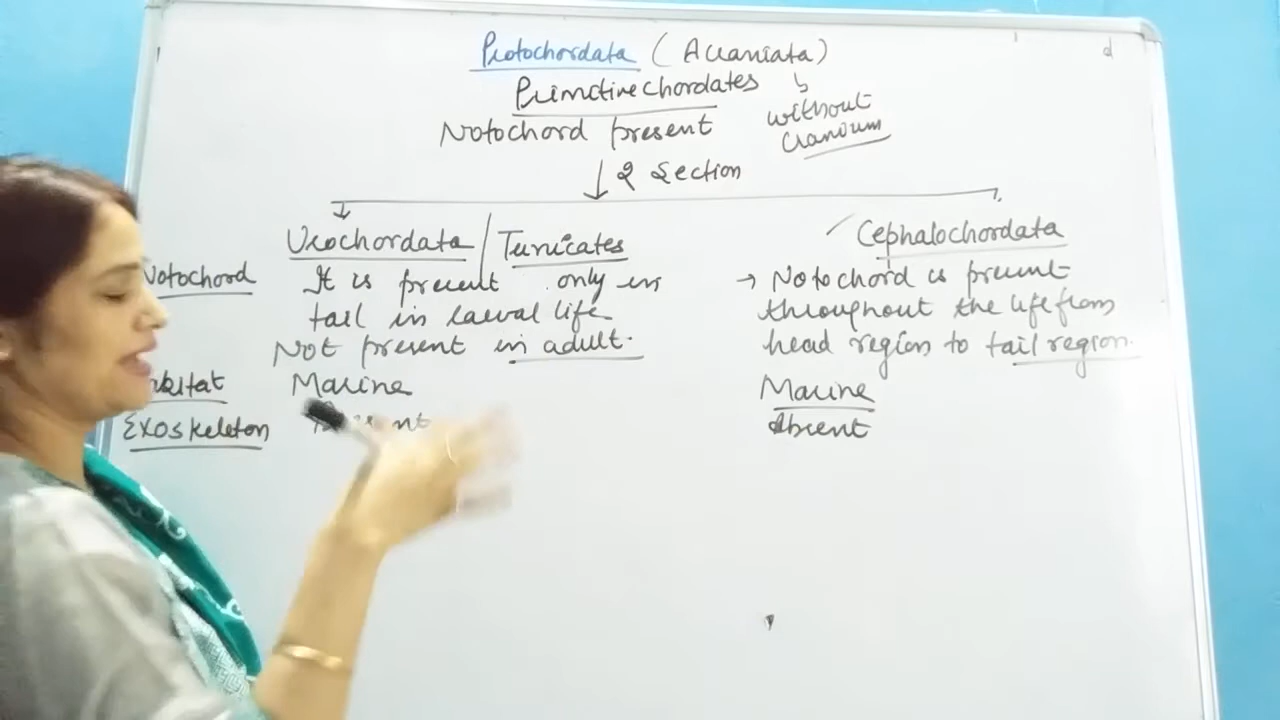 Protochordata (Acraniata)
Primitive chordates
↳ without cranium
Notochord present
↓ 2 Section
Urochordata / Tunicates
Cephalochordata
Notochord
It is present only in
tail in larval life
Not present in adult.
→ Notochord is present
throughout the life from
head region to tail region.
Marine
Marine
Exoskeleton
Absent